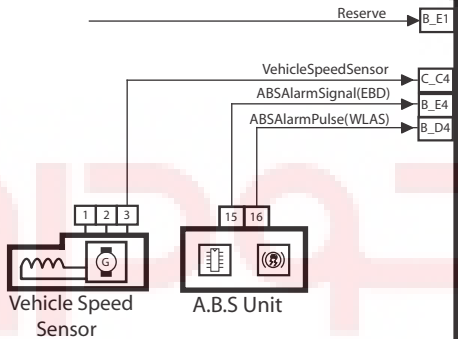 Reserve
B_E1
VehicleSpeedSensor
C_C4
ABSAlarmSignal(EBD)
B_E4
ABSAlarmPulse(WLAS)
B_D4
1 2 3
15 16
G
Vehicle Speed
Sensor
A.B.S Unit